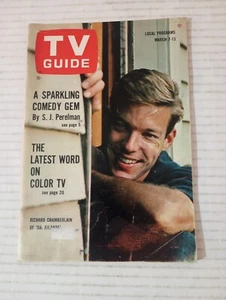 TV
GUIDE
LOCAL PROGRAMS
MARCH 7-13
A SPARKLING
COMEDY GEM
By S. J. Perelman
see page 5
THE
LATEST WORD
ON
COLOR TV
see page 20
RICHARD CHAMBERLAIN
OF 'DR. KILDARE'